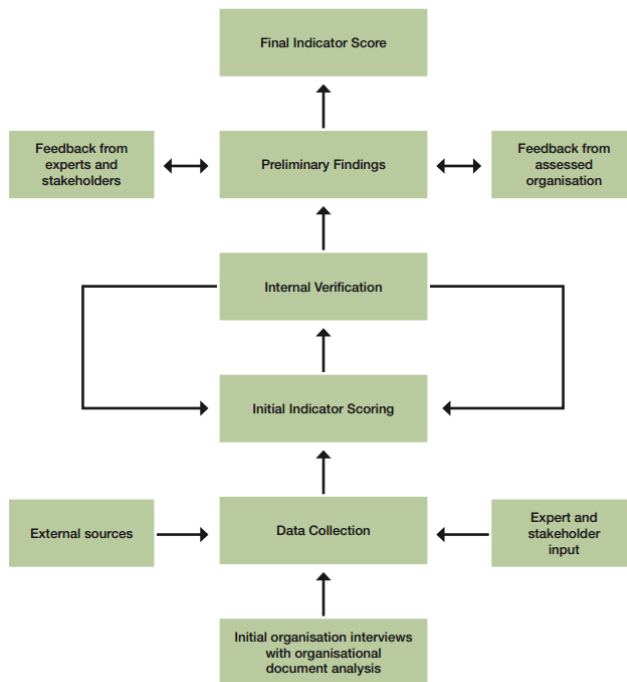 Final Indicator Score
Feedback from
experts and
stakeholders
Preliminary Findings
Feedback from
assessed
organisation
Internal Verification
Initial Indicator Scoring
External sources
Data Collection
Expert and
stakeholder
input
Initial organisation interviews
with organisational
document analysis